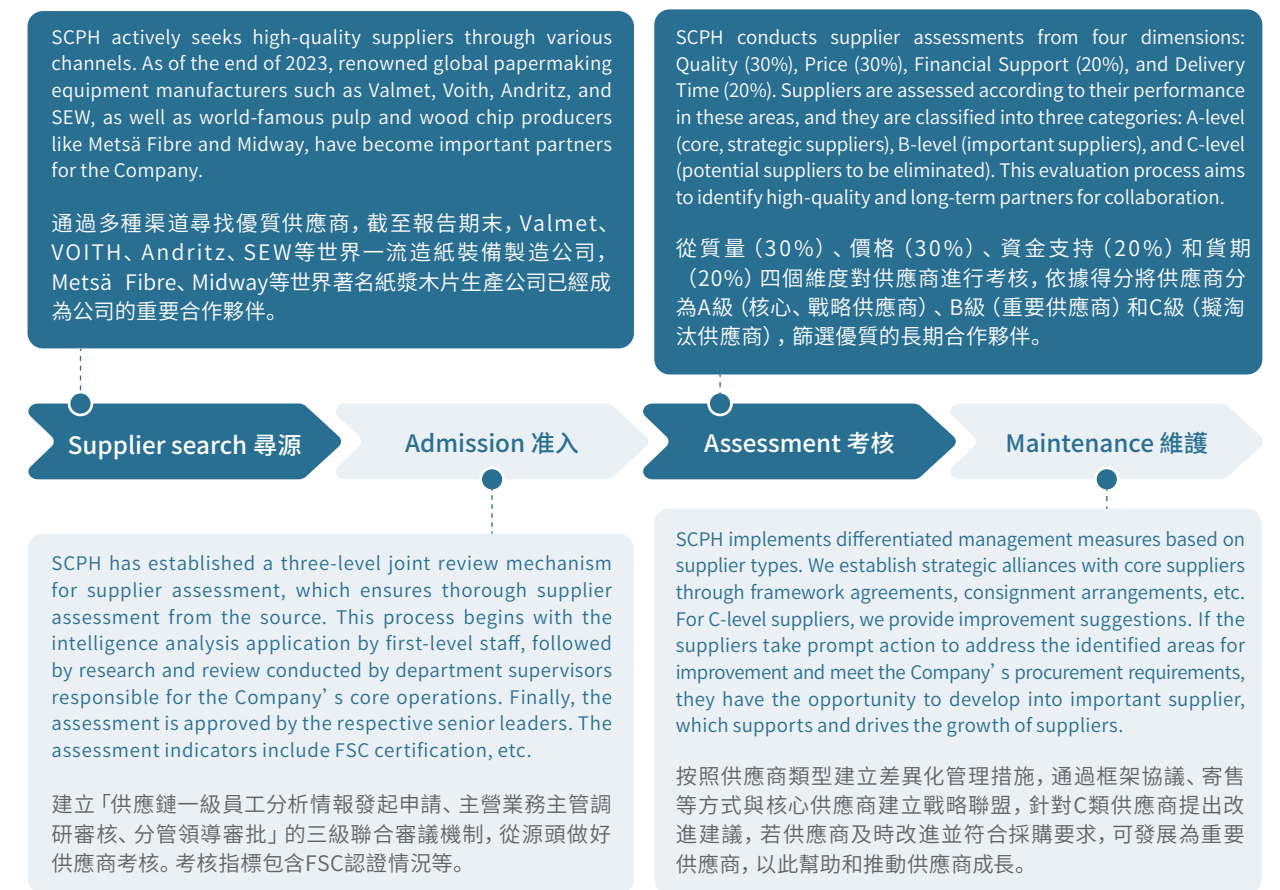 SCPH actively seeks high-quality suppliers through various
channels. As of the end of 2023, renowned global papermaking
equipment manufacturers such as Valmet, Voith, Andritz, and
SEW, as well as world-famous pulp and wood chip producers
like Metsä Fibre and Midway, have become important partners
for the Company.
通過多種渠道尋找優質供應商，截至報告期末，Valmet、
VOITH、Andritz、SEW等世界一流造紙裝備製造公司，
Metsä Fibre、Midway等世界著名紙漿木片生產公司已經成
為公司的重要合作夥伴。
SCPH conducts supplier assessments from four dimensions:
Quality (30%), Price (30%), Financial Support (20%), and Delivery
Time (20%). Suppliers are assessed according to their performance
in these areas, and they are classified into three categories: A-level
(core, strategic suppliers), B-level (important suppliers), and C-level
(potential suppliers to be eliminated). This evaluation process aims
to identify high-quality and long-term partners for collaboration.
從質量（30%）、價格（30%）、資金支持（20%）和貨期
（20%）四個維度對供應商進行考核，依據得分將供應商分
為A級（核心、戰略供應商）、B級（重要供應商）和C級（擬淘
汰供應商），篩選優質的長期合作夥伴。
Supplier search 尋源
Admission 准入
Assessment 考核
Maintenance 維護
SCPH has established a three-level joint review mechanism
for supplier assessment, which ensures thorough supplier
assessment from the source. This process begins with the
intelligence analysis application by first-level staff, followed
by research and review conducted by department supervisors
responsible for the Company’s core operations. Finally, the
assessment is approved by the respective senior leaders. The
assessment indicators include FSC certification, etc.
建立「供應鏈一級員工分析情報發起申請、主營業務主管調
研審核、分管領導審批」的三級聯合審議機制，從源頭做好
供應商考核。考核指標包含FSC認證情況等。
SCPH implements differentiated management measures based on
supplier types. We establish strategic alliances with core suppliers
through framework agreements, consignment arrangements, etc.
For C-level suppliers, we provide improvement suggestions. If the
suppliers take prompt action to address the identified areas for
improvement and meet the Company’s procurement requirements,
they have the opportunity to develop into important supplier,
which supports and drives the growth of suppliers.
按照供應商類型建立差異化管理措施，通過框架協議、寄售
等方式與核心供應商建立戰略聯盟，針對C類供應商提出改
進建議，若供應商及時改進並符合採購要求，可發展為重要
供應商，以此幫助和推動供應商成長。